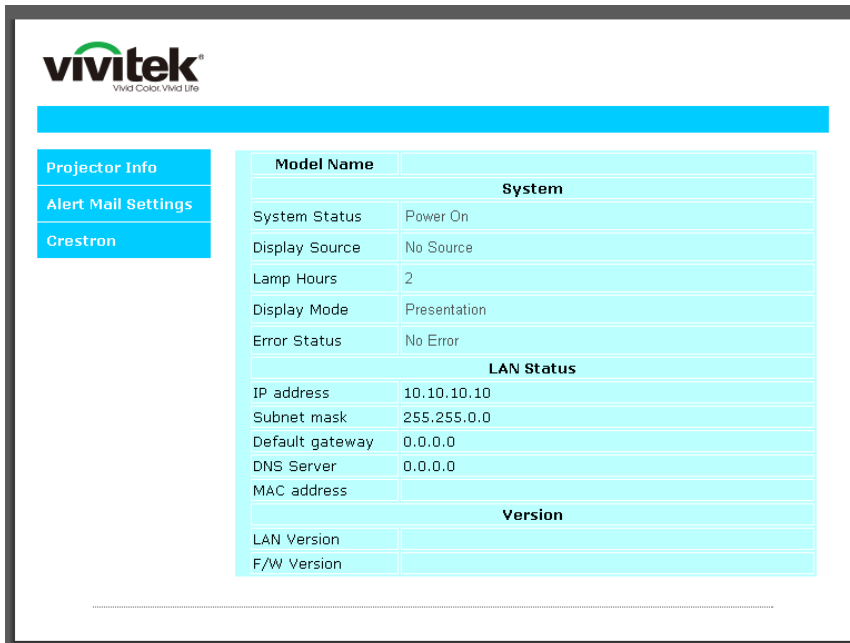 vivitek®
Vivid Color. Vivid Life
Projector Info
Alert Mail Settings
Crestron
Model Name
System
System Status Power On
Display Source No Source
Lamp Hours 2
Display Mode Presentation
Error Status No Error
LAN Status
IP address 10.10.10.10
Subnet mask 255.255.0.0
Default gateway 0.0.0.0
DNS Server 0.0.0.0
MAC address
Version
LAN Version
F/W Version